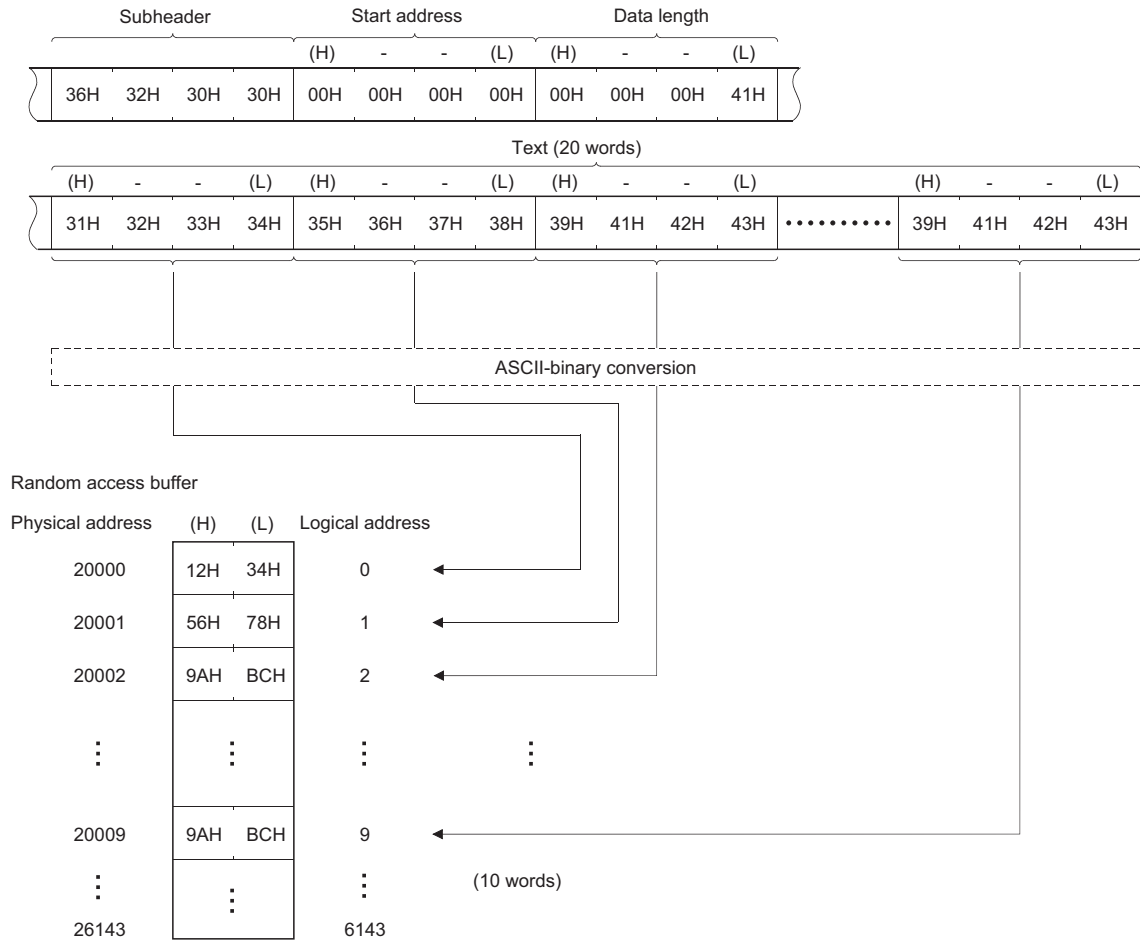 Subheader Start address Data length
(H) - - (L) (H) - - (L)
36H 32H 30H 30H 00H 00H 00H 00H 00H 00H 00H 41H
Text (20 words)
(H) - - (L) (H) - - (L) (H) - - (L) (H) - - (L)
31H 32H 33H 34H 35H 36H 37H 38H 39H 41H 42H 43H •••••••••• 39H 41H 42H 43H
ASCII-binary conversion
Random access buffer
Physical address (H) (L) Logical address
20000 12H 34H 0
20001 56H 78H 1
20002 9AH BCH 2
20009 9AH BCH 9
(10 words)
26143 6143